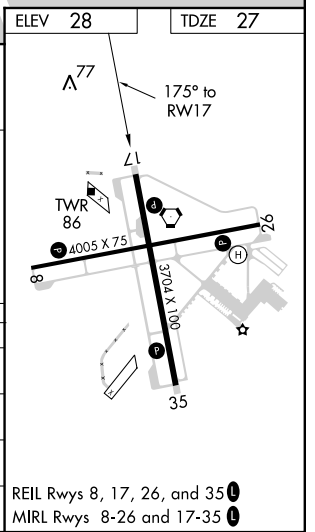 ELEV 28
TDZE 27
77
175° to
RW17
17
TWR
86
P
26
P 4005 X 75
P
H
8
3704 X 100
P
35
REIL Rwys 8, 17, 26, and 35 L
MIRL Rwys 8-26 and 17-35 L